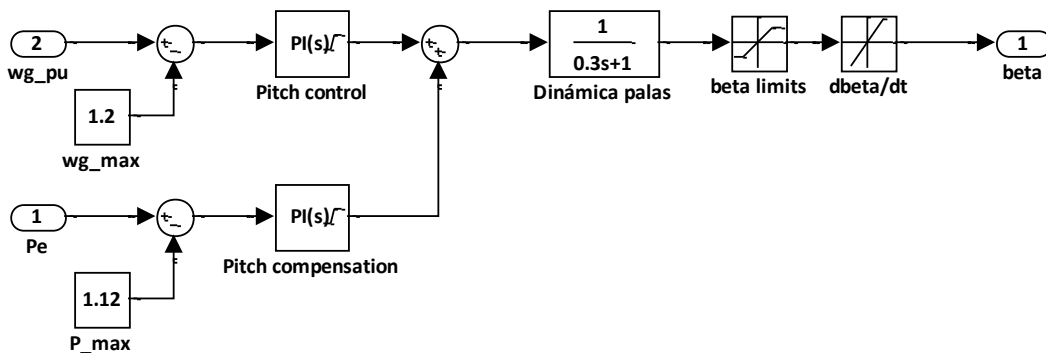 2
wg_pu
PI(s)
Pitch control
1.2
wg_max
1
0.3s+1
Dinámica palas
beta limits
dbeta/dt
1
beta
1
Pe
PI(s)
Pitch compensation
1.12
P_max